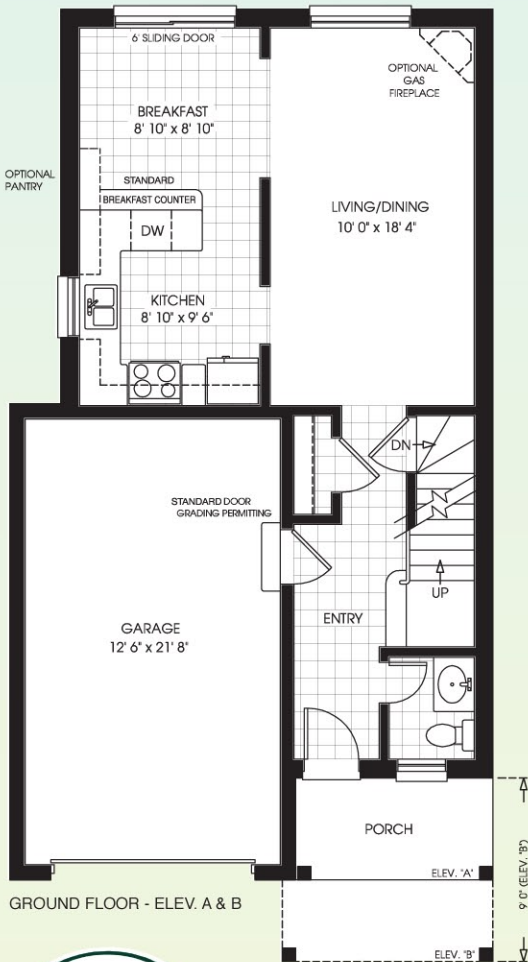 6' SLIDING DOOR
OPTIONAL
GAS
FIREPLACE
BREAKFAST
8' 10" x 8' 10"
OPTIONAL
PANTRY
STANDARD
BREAKFAST COUNTER
DW
LIVING/DINING
10' 0" x 18' 4"
KITCHEN
8' 10" x 9' 6"
DN
STANDARD DOOR
GRADING PERMITTING
UP
ENTRY
GARAGE
12' 6" x 21' 8"
PORCH
ELEV. "A"
9' 0" (ELEV. "B")
GROUND FLOOR - ELEV. A & B
ELEV. "B"